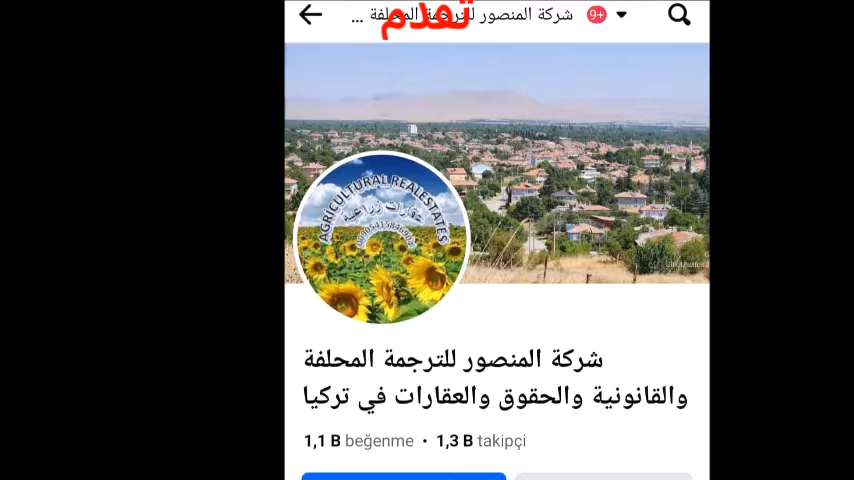 تقدم
شركة المنصور للترجمة المحلفة ...
9+
AGRICULTURAL REALESTATES
عقارات زراعية
شركة المنصور للترجمة المحلفة
والقانونية والحقوق والعقارات في تركيا
1,1 B beğenme • 1,3 B takipçi